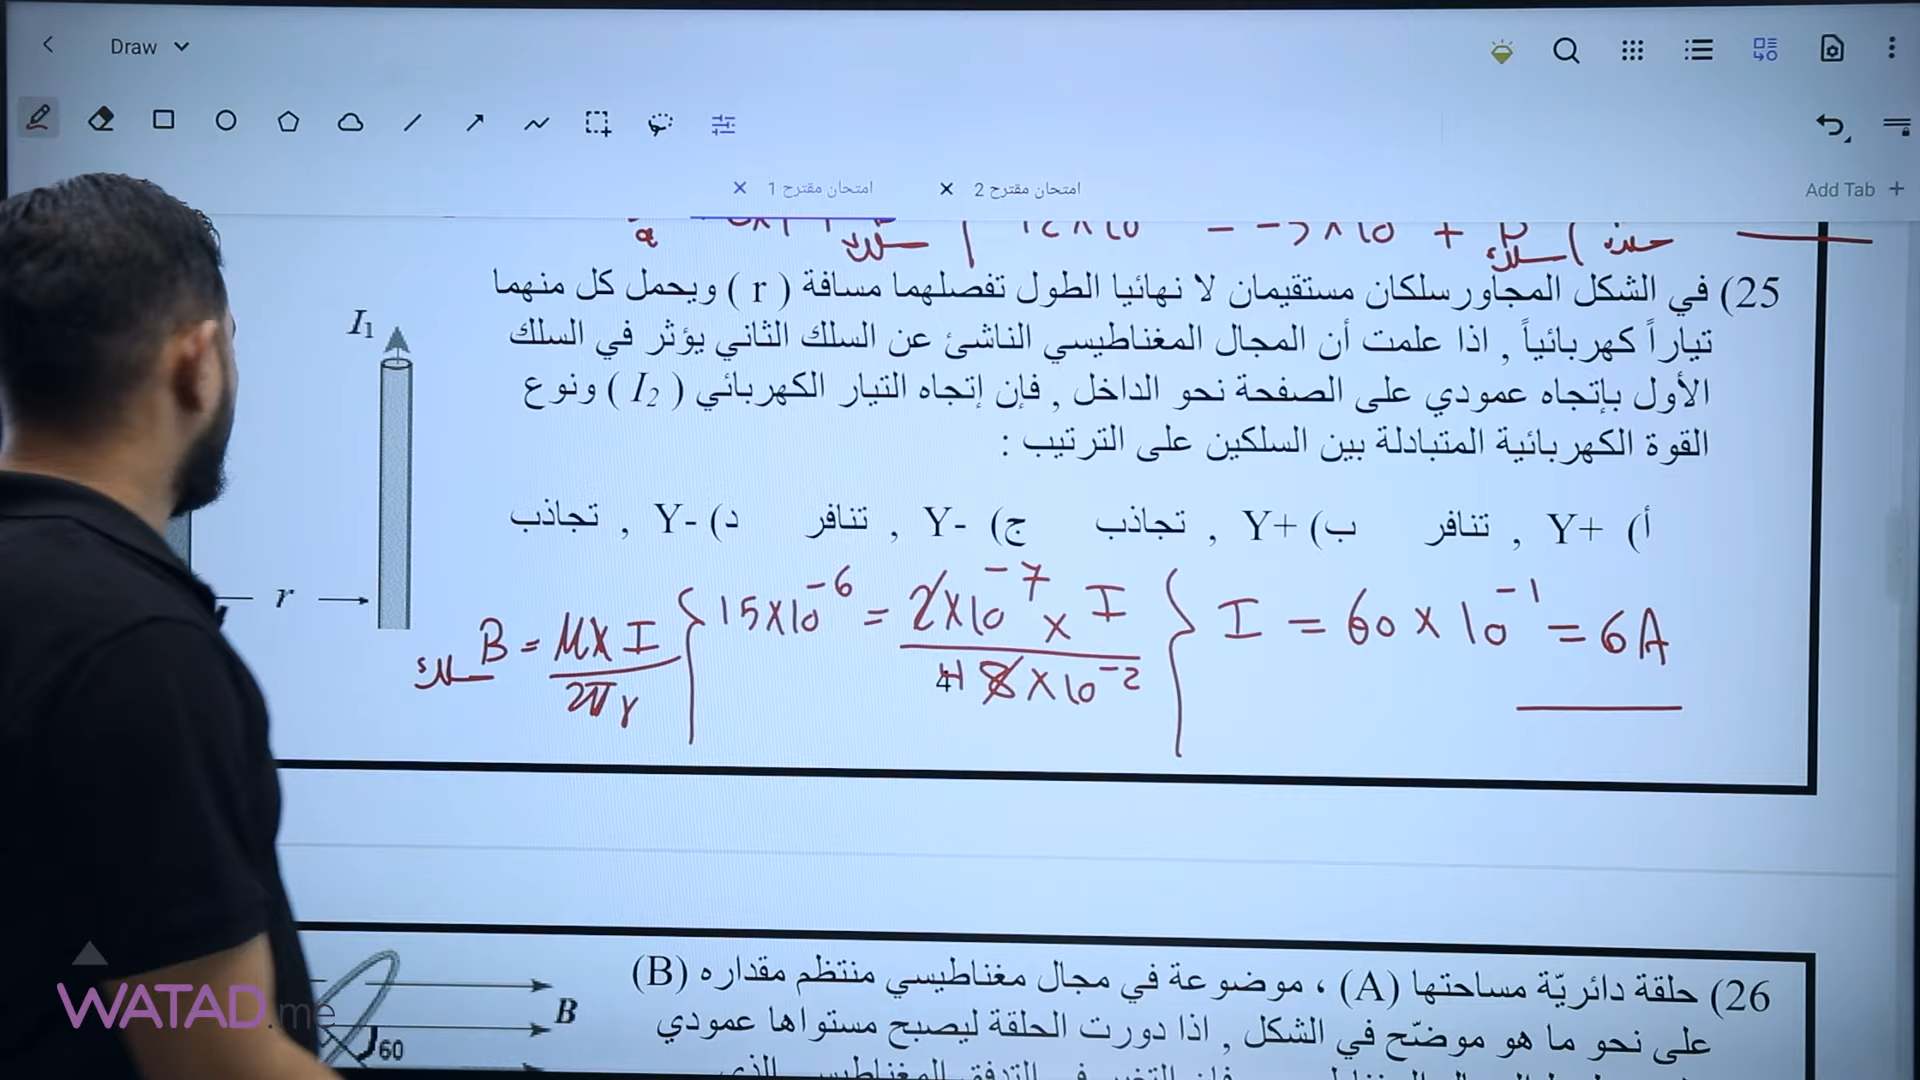 Draw
امتحان مقترح 1
امتحان مقترح 2
Add Tab +
25) في الشكل المجاور سلكان مستقيمان لا نهائيا الطول تفصلهما مسافة ( r ) ويحمل كل منهما
تياراً كهربائياً , اذا علمت أن المجال المغناطيسي الناشئ عن السلك الثاني يؤثر في السلك
الأول بإتجاه عمودي على الصفحة نحو الداخل , فإن إتجاه التيار الكهربائي ( I2 ) ونوع
القوة الكهربائية المتبادلة بين السلكين على الترتيب :
أ) Y+ , تنافر ب) Y+ , تجاذب ج) Y- , تنافر د) Y- , تجاذب
I1
r
B سلك = MX I / 2πr
15x10^-6 = 2x10^-7 x I / 4 8x10^-2
I = 60 x 10^-1 = 6A
26) حلقة دائريّة مساحتها (A) ، موضوعة في مجال مغناطيسي منتظم مقداره (B)
على نحو ما هو موضّح في الشكل , اذا دورت الحلقة ليصبح مستواها عمودي
B
60
WATAD.me